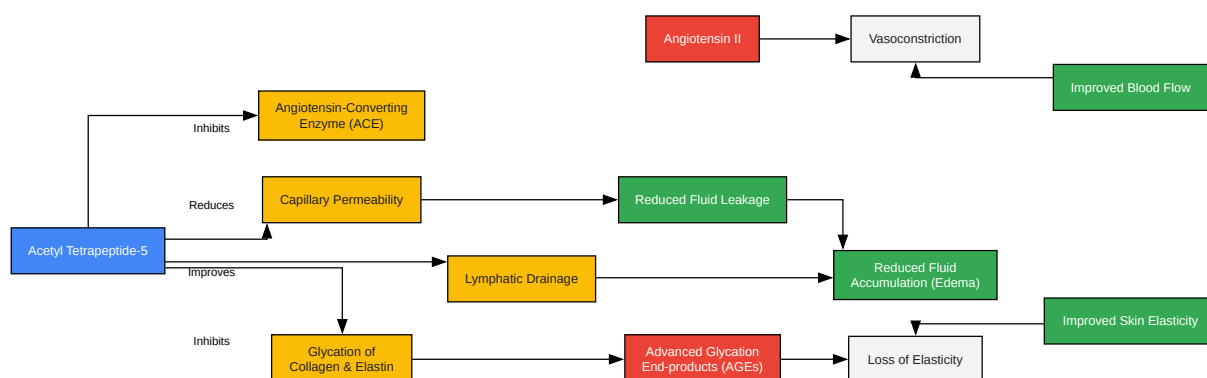 Angiotensin II
Vasoconstriction
Improved Blood Flow
Angiotensin-Converting
Enzyme (ACE)
Inhibits
Capillary Permeability
Reduced Fluid Leakage
Reduces
Acetyl Tetrapeptide-5
Improves
Lymphatic Drainage
Reduced Fluid
Accumulation (Edema)
Improved Skin Elasticity
Inhibits
Glycation of
Collagen & Elastin
Advanced Glycation
End-products (AGEs)
Loss of Elasticity